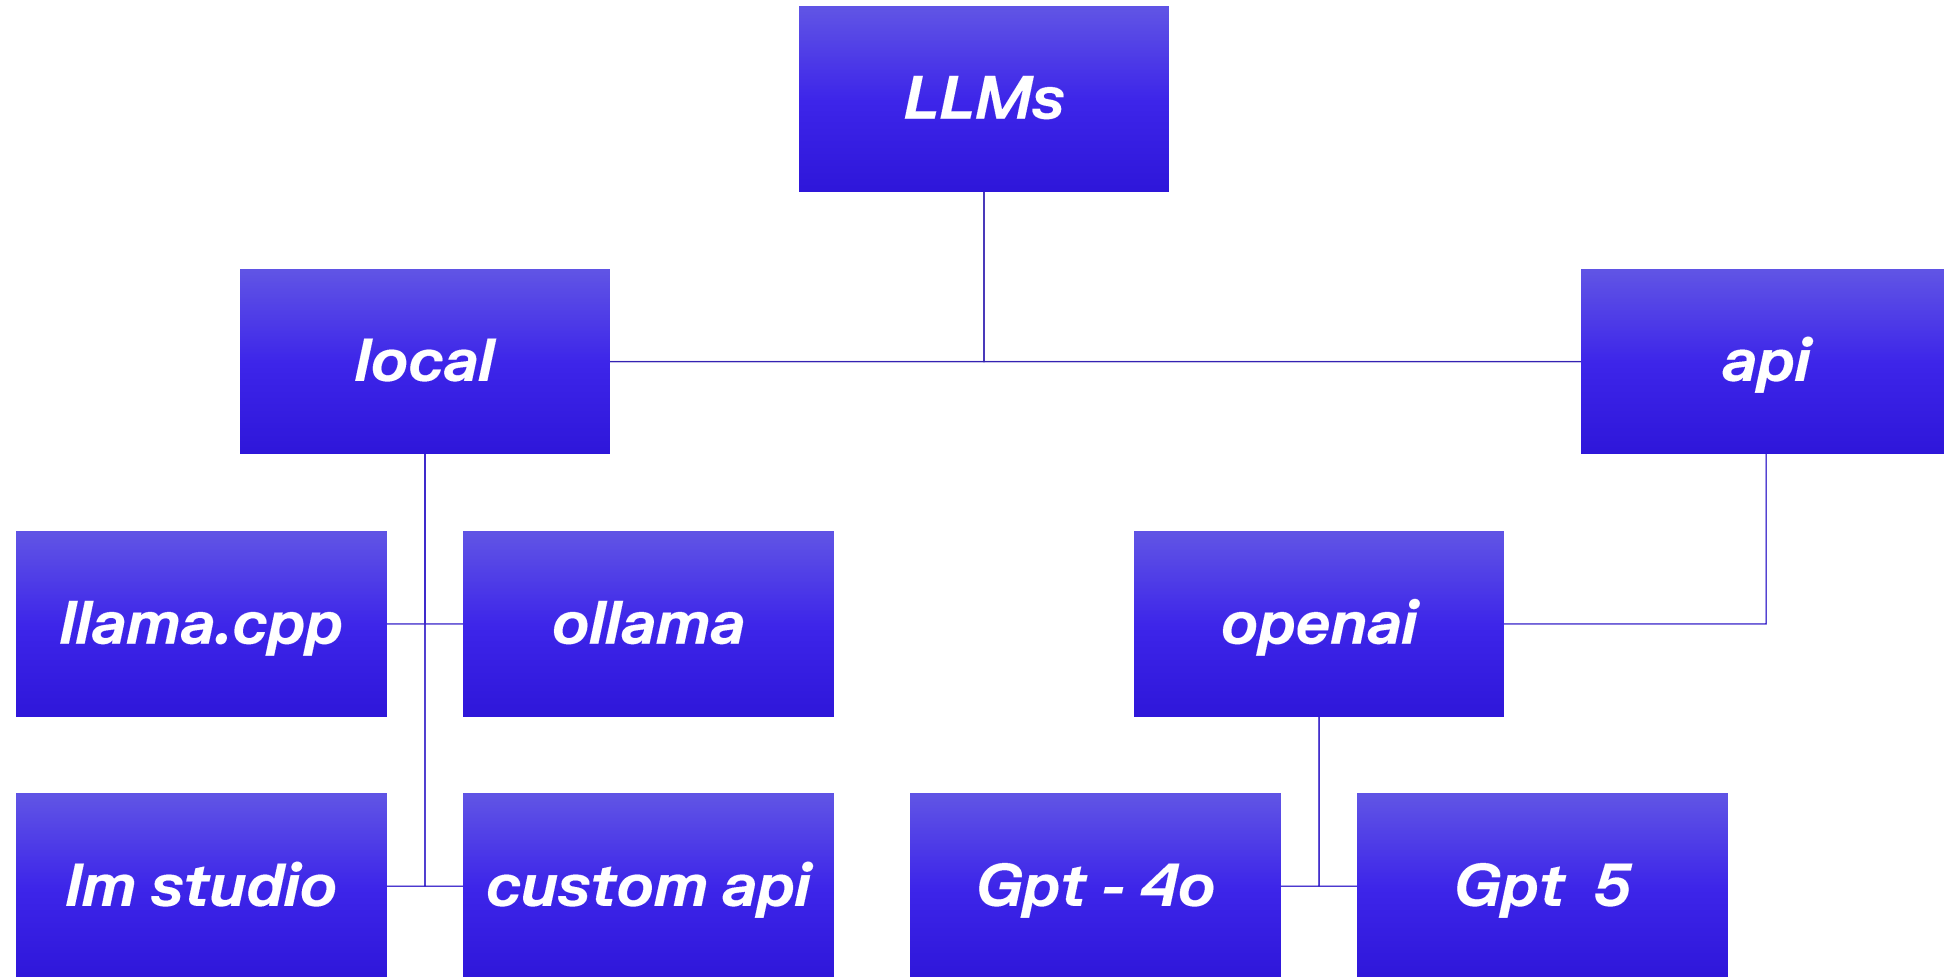 LLMs
local
api
llama.cpp
ollama
openai
lm studio
custom api
Gpt - 4o
Gpt  5